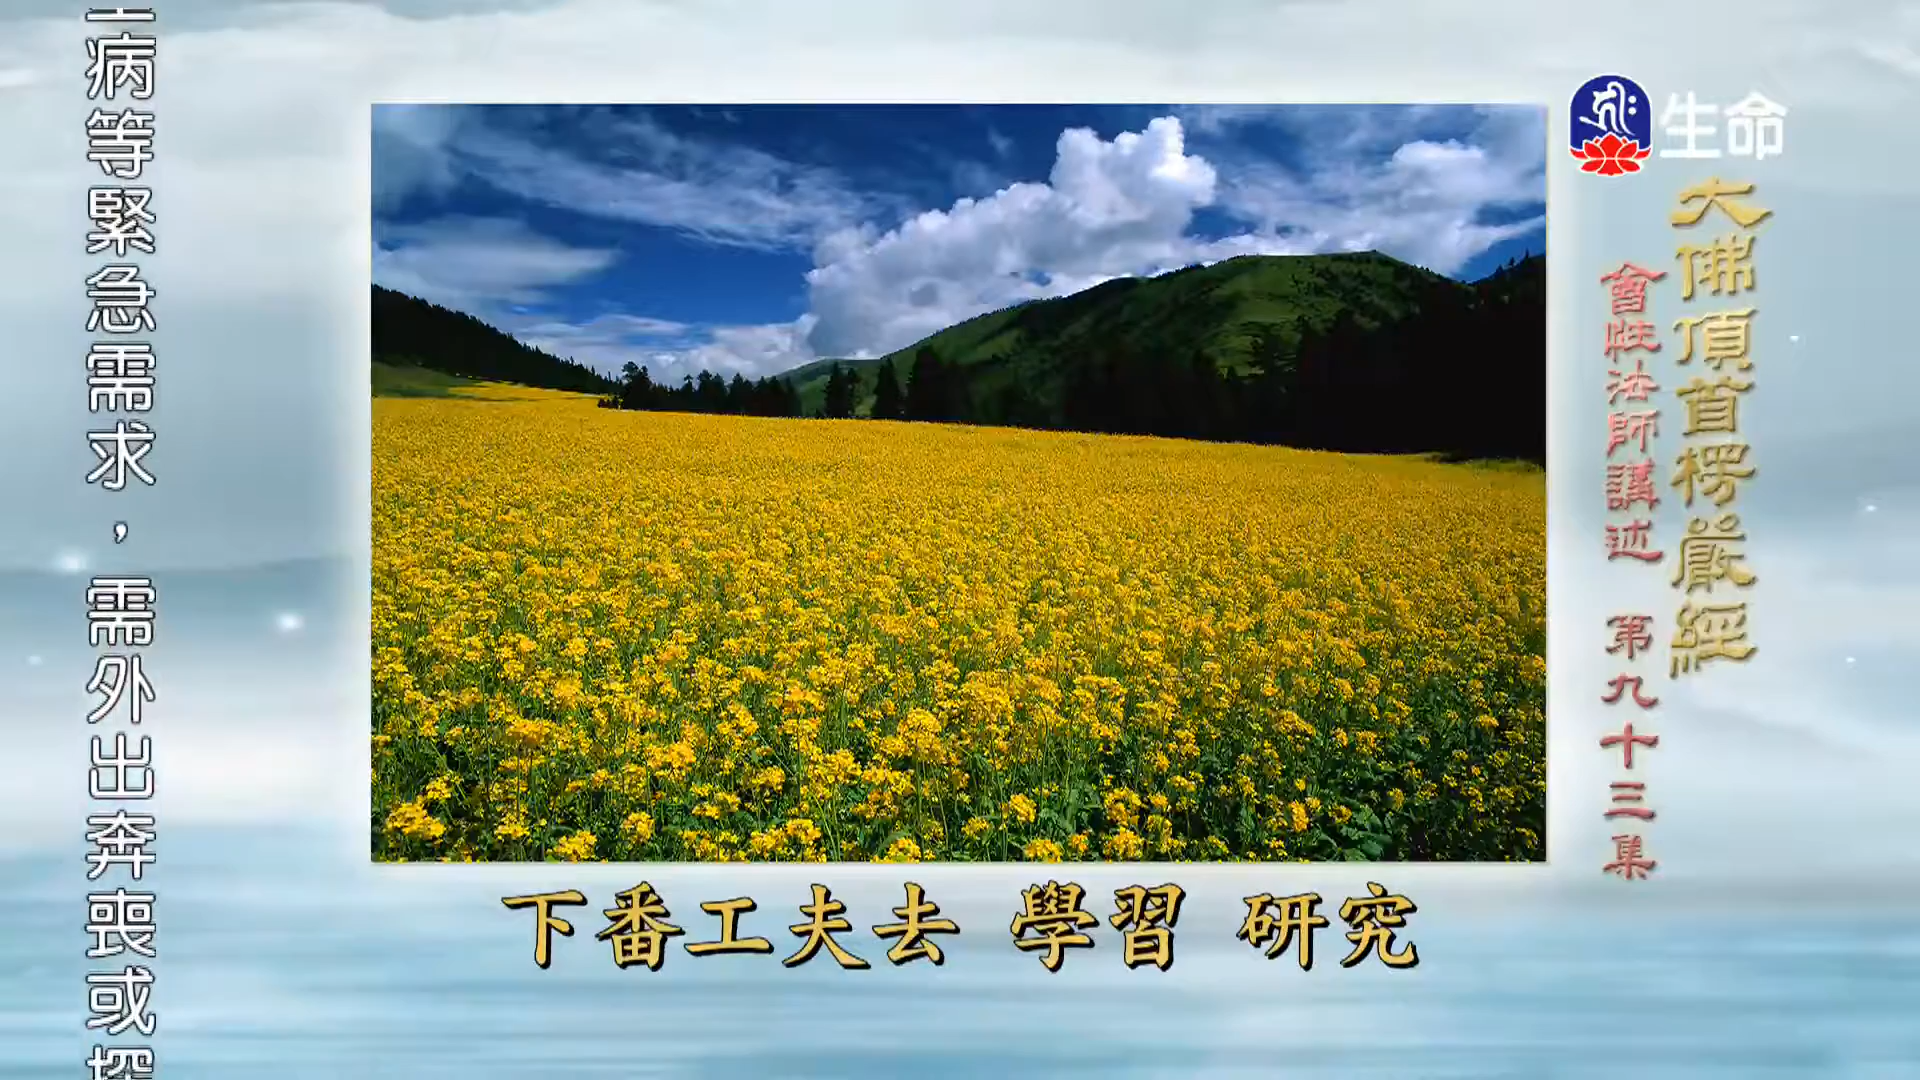 生命
大佛頂首楞嚴經
會性法師講述 第九十三集
病等緊急需求，需外出奔喪或探
下番工夫去 學習 研究